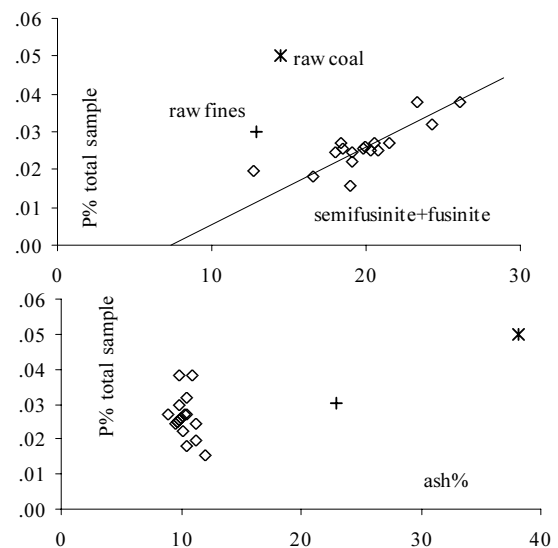 .06
.05
raw coal
.04
raw fines
.03
P% total sample
.02
.01
semifusinite+fusinite
.00
0 10 20 30
.06
.05
P% total sample
.04
.03
.02
.01
ash%
.00
0 10 20 30 40